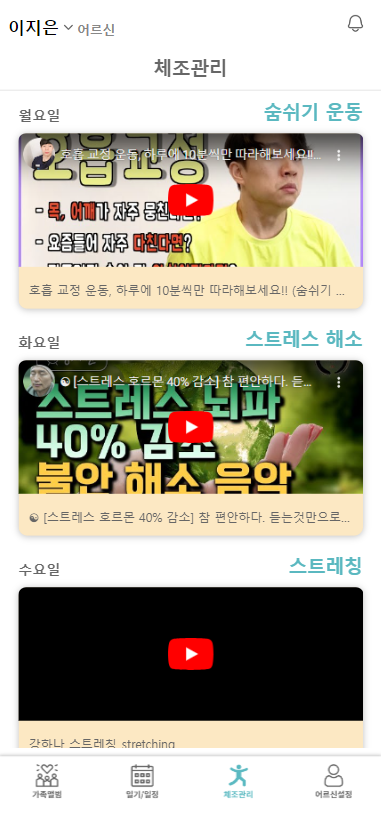 이지은 어르신
체조관리
월요일
숨쉬기 운동
호흡교정
호흡 교정 운동, 하루에 10분씩만 따라해보세요!!...
- 목, 어깨가 자주 뭉친다면?
- 요즘들어 자주 다친다면?
호흡 교정 운동, 하루에 10분씩만 따라해보세요!! (숨쉬기 ...
화요일
스트레스 해소
☯ [스트레스 호르몬 40% 감소] 참 편안하다. 듣...
스트레스 뇌파
40% 감소
불안 해소 음악
☯ [스트레스 호르몬 40% 감소] 참 편안하다. 듣는것만으로...
수요일
스트레칭
강하나 스트레칭 stretching
가족앨범
일기/일정
체조관리
어르신설정